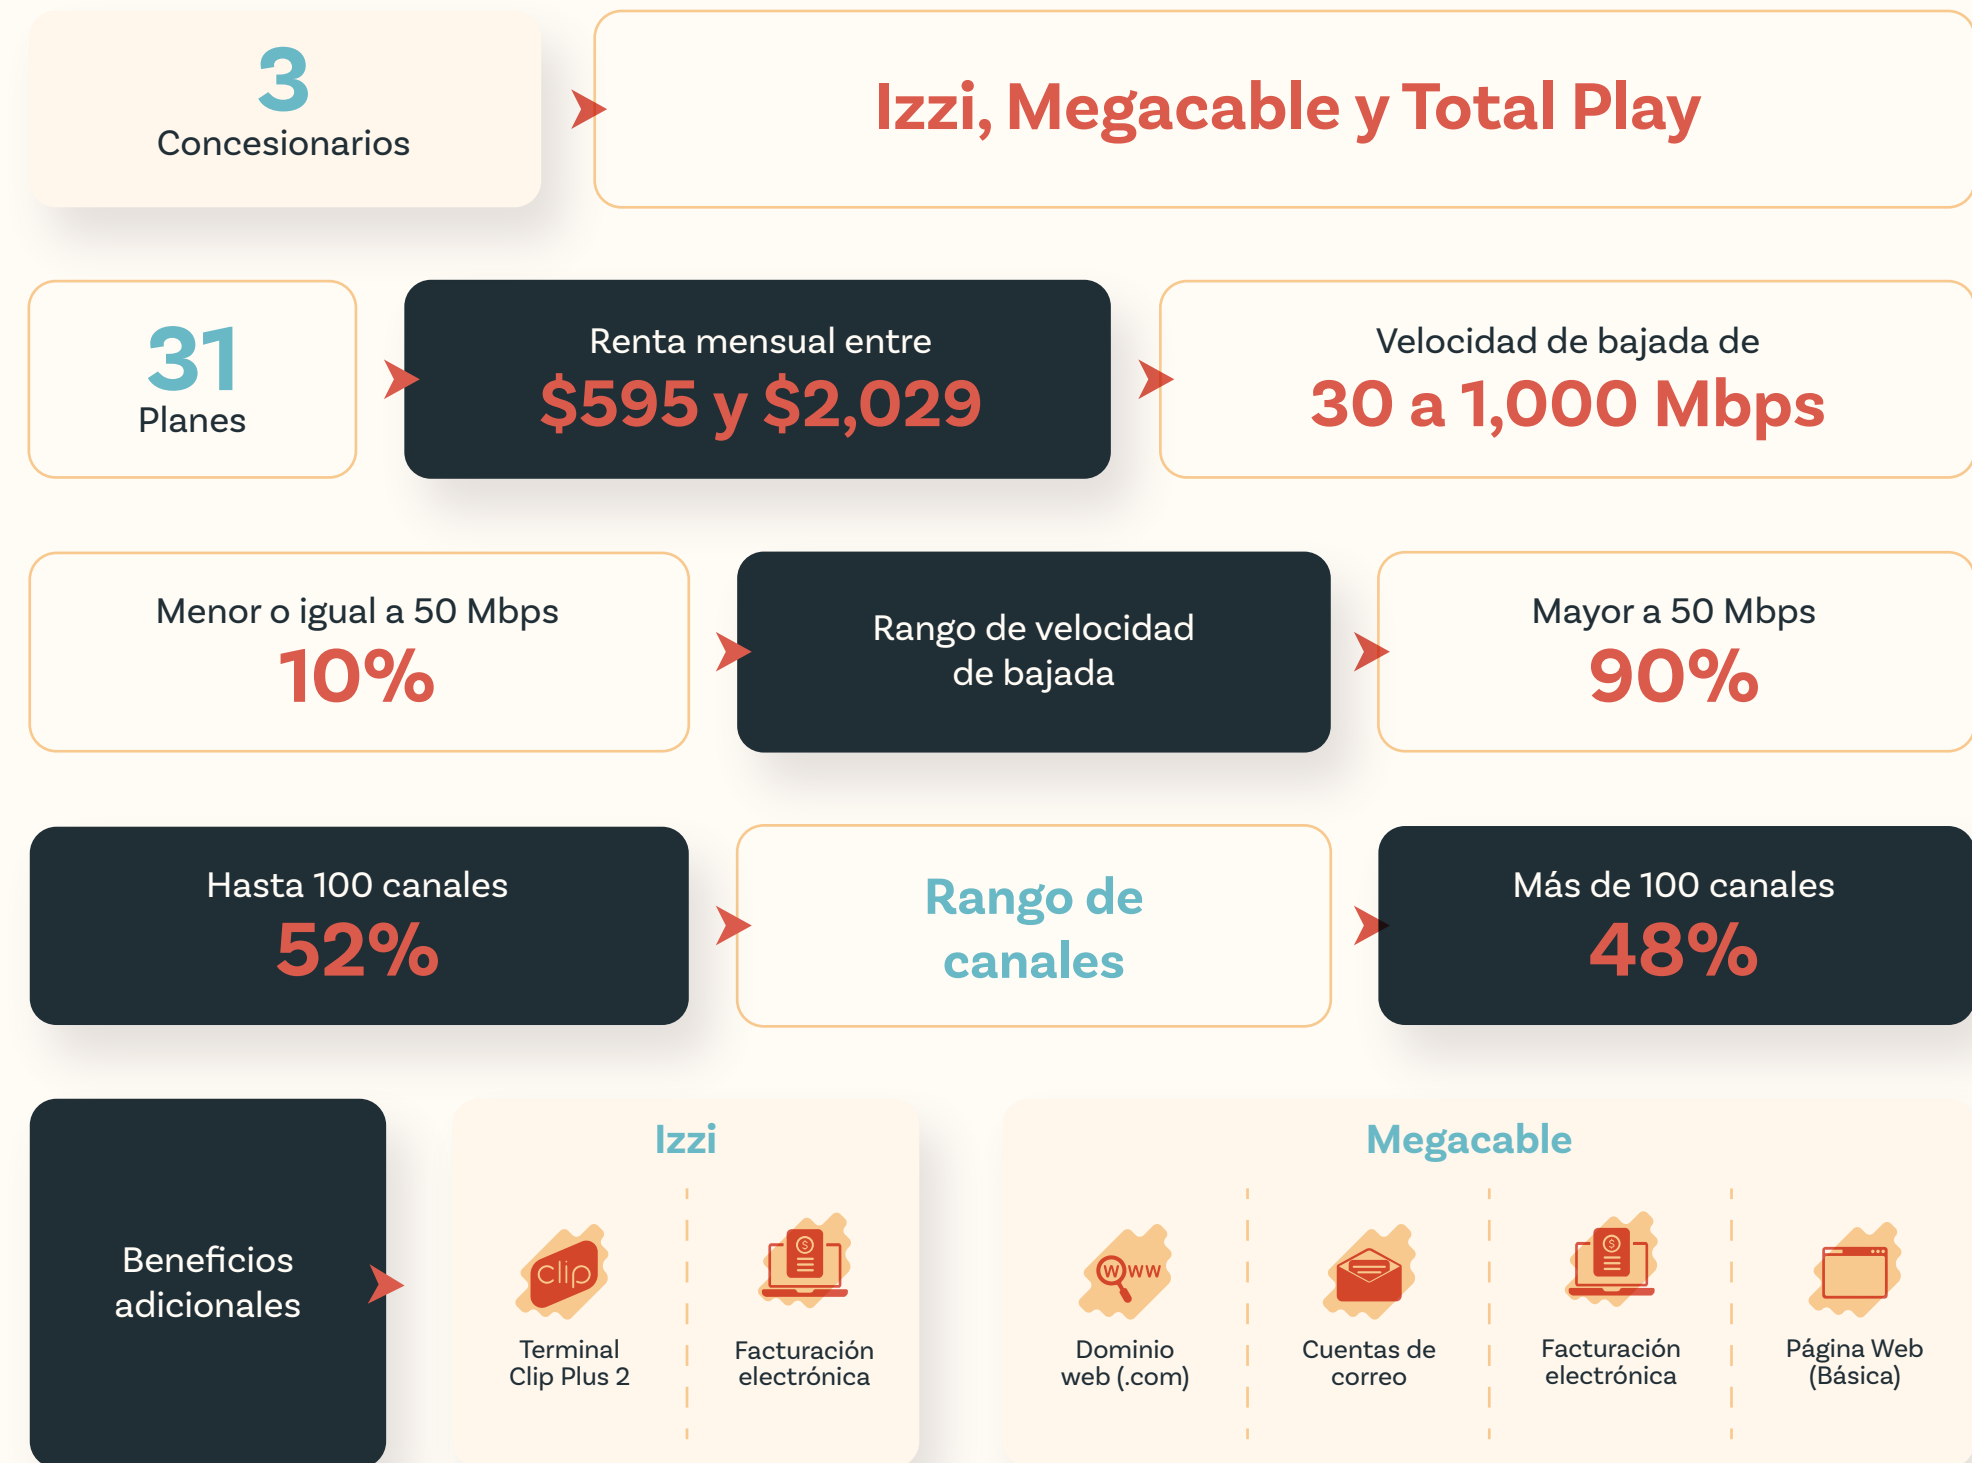 3
Concesionarios
Izzi, Megacable y Total Play
31
Planes
Renta mensual entre
$595 y $2,029
Velocidad de bajada de
30 a 1,000 Mbps
Menor o igual a 50 Mbps
10%
Rango de velocidad
de bajada
Mayor a 50 Mbps
90%
Hasta 100 canales
52%
Rango de
canales
Más de 100 canales
48%
Beneficios
adicionales
Izzi
clip
Terminal
Clip Plus 2
$
Facturación
electrónica
Megacable
www
Dominio
web (.com)
Cuentas de
correo
$
Facturación
electrónica
Página Web
(Básica)